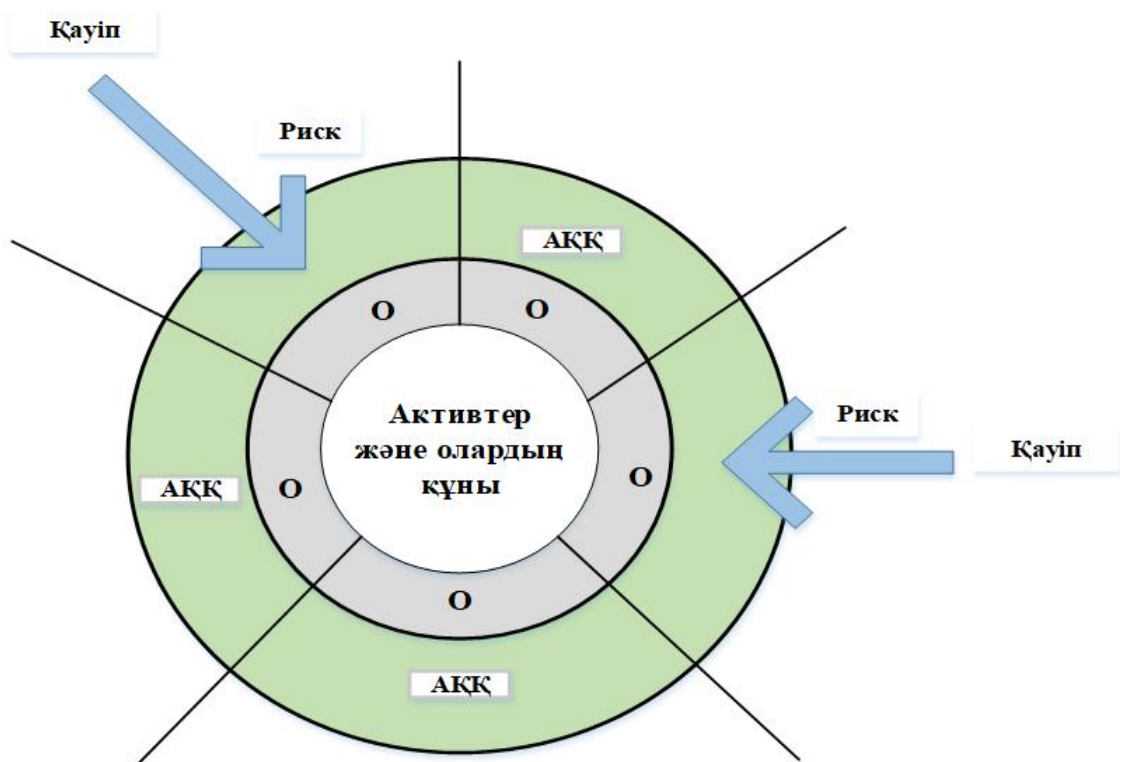 Қауіп
Риск
АҚҚ
О
О
Активтер
және олардың
құны
Риск
Қауіп
О
АҚҚ
О
О
АҚҚ